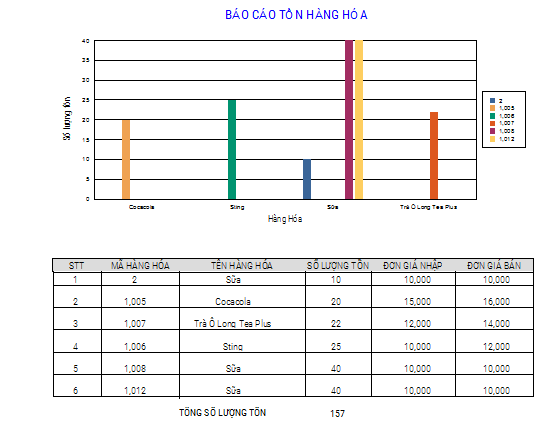 BÁO CÁO TỒN HÀNG HÓA
40
35
30
25
20
15
10
5
0
Số lượng tồn
Cocacola Sting Sữa Trà Ô Long Tea Plus
Hàng Hóa
2
1,005
1,006
1,007
1,008
1,012
STT MÃ HÀNG HÓA TÊN HÀNG HÓA SỐ LƯỢNG TỒN ĐƠN GIÁ NHẬP ĐƠN GIÁ BÁN
1 2 Sữa 10 10,000 10,000
2 1,005 Cocacola 20 15,000 16,000
3 1,007 Trà Ô Long Tea Plus 22 12,000 14,000
4 1,006 Sting 25 10,000 12,000
5 1,008 Sữa 40 10,000 10,000
6 1,012 Sữa 40 10,000 10,000
TỔNG SỐ LƯỢNG TỒN 157